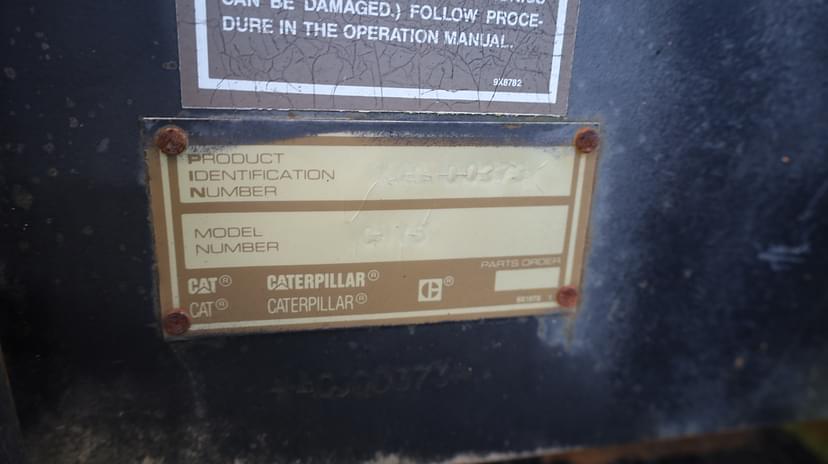 CAN BE DAMAGED.) FOLLOW PROCE-
DURE IN THE OPERATION MANUAL.
9X8782
PRODUCT
IDENTIFICATION
NUMBER
MODEL
NUMBER
PARTS ORDER
CAT® CATERPILLAR® C®
CAT® CATERPILLAR®